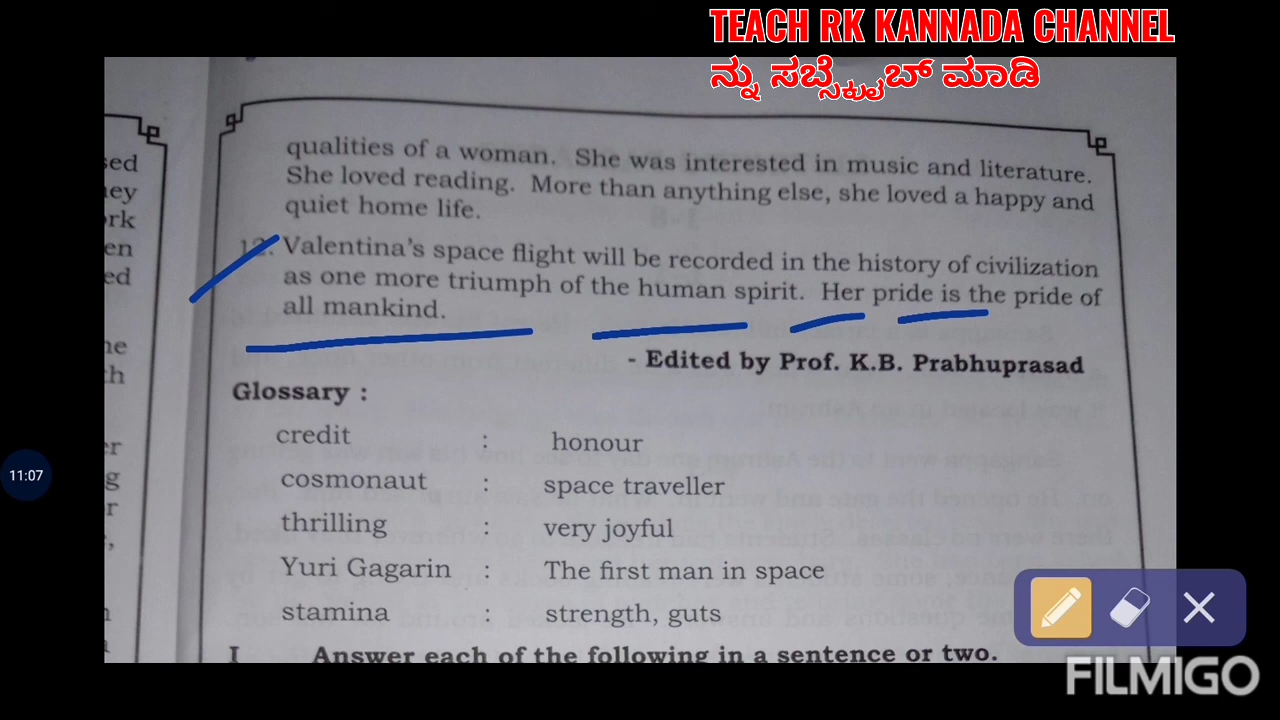 TEACH RK KANNADA CHANNEL
ನ್ನು ಸಬ್ಸ್ಕ್ರೈಬ್ ಮಾಡಿ
qualities of a woman. She was interested in music and literature.
She loved reading. More than anything else, she loved a happy and
quiet home life.
12. Valentina's space flight will be recorded in the history of civilization
as one more triumph of the human spirit. Her pride is the pride of
all mankind.
- Edited by Prof. K.B. Prabhuprasad
Glossary :
credit : honour
cosmonaut : space traveller
thrilling : very joyful
Yuri Gagarin : The first man in space
stamina : strength, guts
I Answer each of the following in a sentence or two.
11:07
FILMIGO